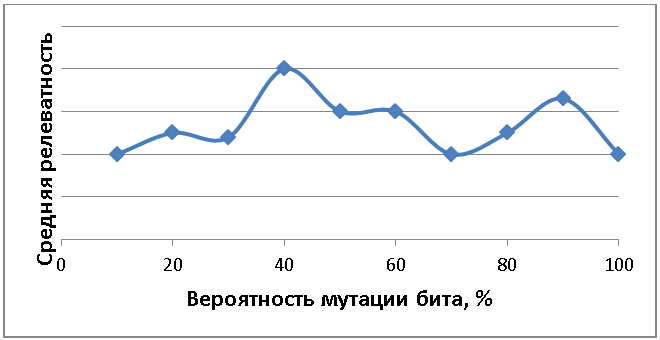 Средняя релеватность
0 20 40 60 80 100
Вероятность мутации бита, %